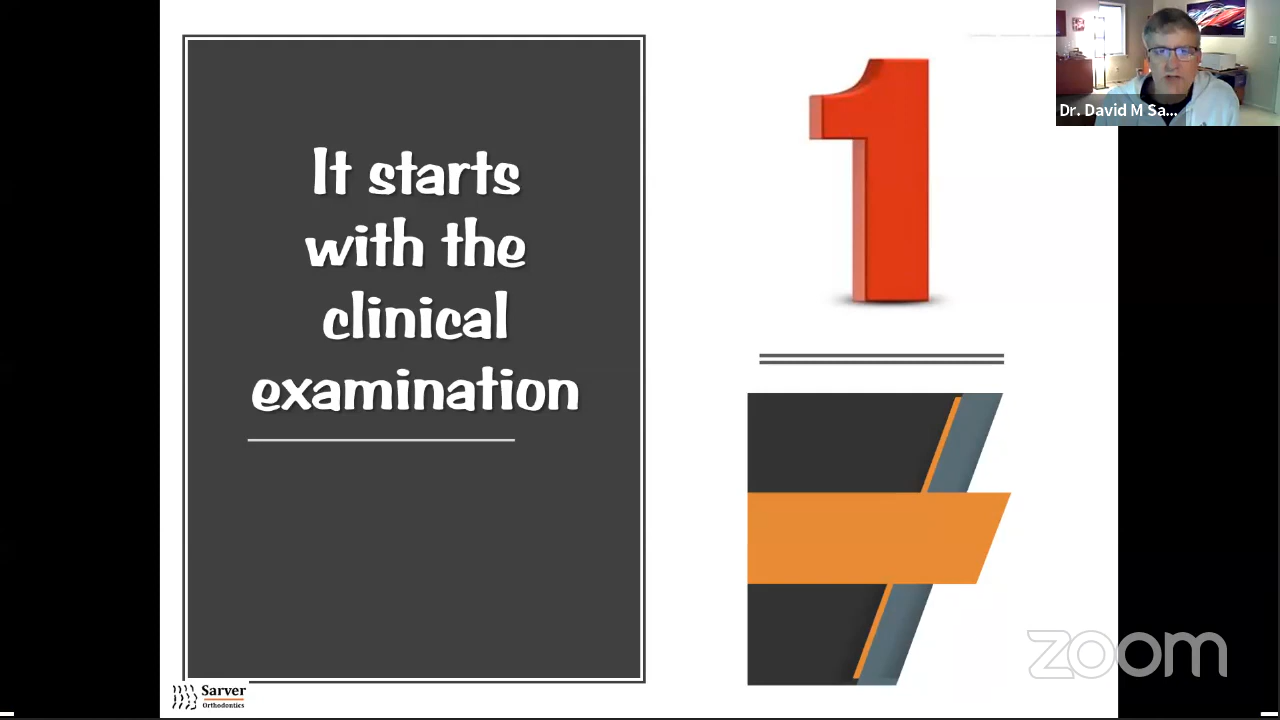 It starts
with the
clinical
examination
1
Dr. David M Sa...
zoom
Sarver
Orthodontics